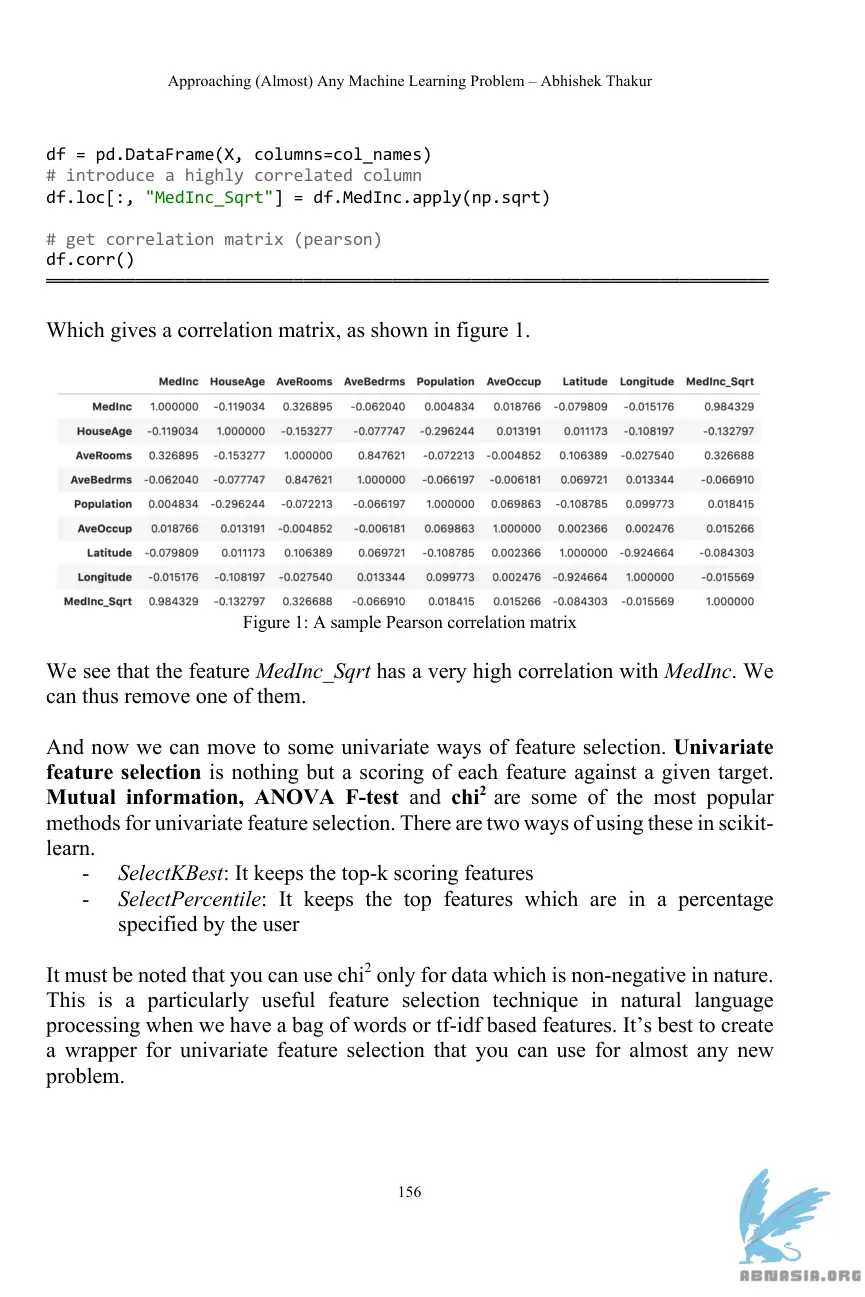 Approaching (Almost) Any Machine Learning Problem – Abhishek Thakur
df = pd.DataFrame(X, columns=col_names)
# introduce a highly correlated column
df.loc[:, "MedInc_Sqrt"] = df.MedInc.apply(np.sqrt)
# get correlation matrix (pearson)
df.corr()
Which gives a correlation matrix, as shown in figure 1.
MedInc HouseAge AveRooms AveBedrms Population AveOccup Latitude Longitude MedInc_Sqrt
MedInc 1.000000 -0.119034 0.326895 -0.062040 0.004834 0.018766 -0.079809 -0.015176 0.984329
HouseAge -0.119034 1.000000 -0.153277 -0.077747 -0.296244 0.013191 0.011173 -0.108197 -0.132797
AveRooms 0.326895 -0.153277 1.000000 0.847621 -0.072213 -0.004852 0.106389 -0.027540 0.326688
AveBedrms -0.062040 -0.077747 0.847621 1.000000 -0.066197 -0.006181 0.069721 0.013344 -0.066910
Population 0.004834 -0.296244 -0.072213 -0.066197 1.000000 0.069863 -0.108785 0.099773 0.018415
AveOccup 0.018766 0.013191 -0.004852 -0.006181 0.069863 1.000000 0.002366 0.002476 0.015266
Latitude -0.079809 0.011173 0.106389 0.069721 -0.108785 0.002366 1.000000 -0.924664 -0.084303
Longitude -0.015176 -0.108197 -0.027540 0.013344 0.099773 0.002476 -0.924664 1.000000 -0.015569
MedInc_Sqrt 0.984329 -0.132797 0.326688 -0.066910 0.018415 0.015266 -0.084303 -0.015569 1.000000
Figure 1: A sample Pearson correlation matrix
We see that the feature MedInc_Sqrt has a very high correlation with MedInc. We
can thus remove one of them.
And now we can move to some univariate ways of feature selection. Univariate
feature selection is nothing but a scoring of each feature against a given target.
Mutual information, ANOVA F-test and chi² are some of the most popular
methods for univariate feature selection. There are two ways of using these in scikit-
learn.
- SelectKBest: It keeps the top-k scoring features
- SelectPercentile: It keeps the top features which are in a percentage
specified by the user
It must be noted that you can use chi² only for data which is non-negative in nature.
This is a particularly useful feature selection technique in natural language
processing when we have a bag of words or tf-idf based features. It’s best to create
a wrapper for univariate feature selection that you can use for almost any new
problem.
156
ABNASIA.ORG